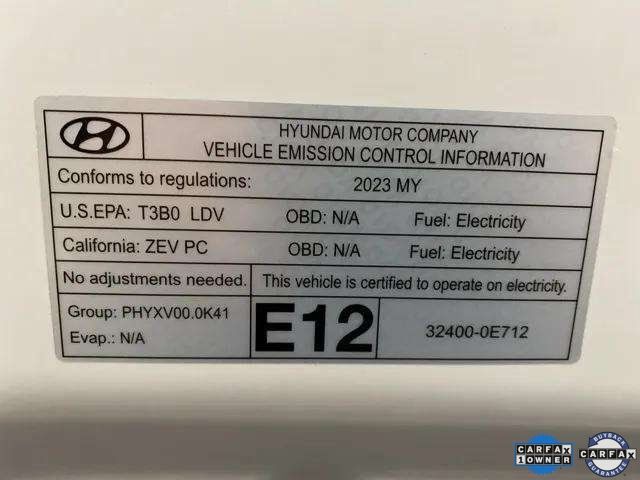 HYUNDAI MOTOR COMPANY
VEHICLE EMISSION CONTROL INFORMATION
Conforms to regulations: 2023 MY
U.S.EPA: T3B0 LDV OBD: N/A Fuel: Electricity
California: ZEV PC OBD: N/A Fuel: Electricity
No adjustments needed. This vehicle is certified to operate on electricity.
Group: PHYXV00.0K41
Evap.: N/A
E12
32400-0E712
CARFAX
1 OWNER
BUYBACK
CARFAX
GUARANTEE